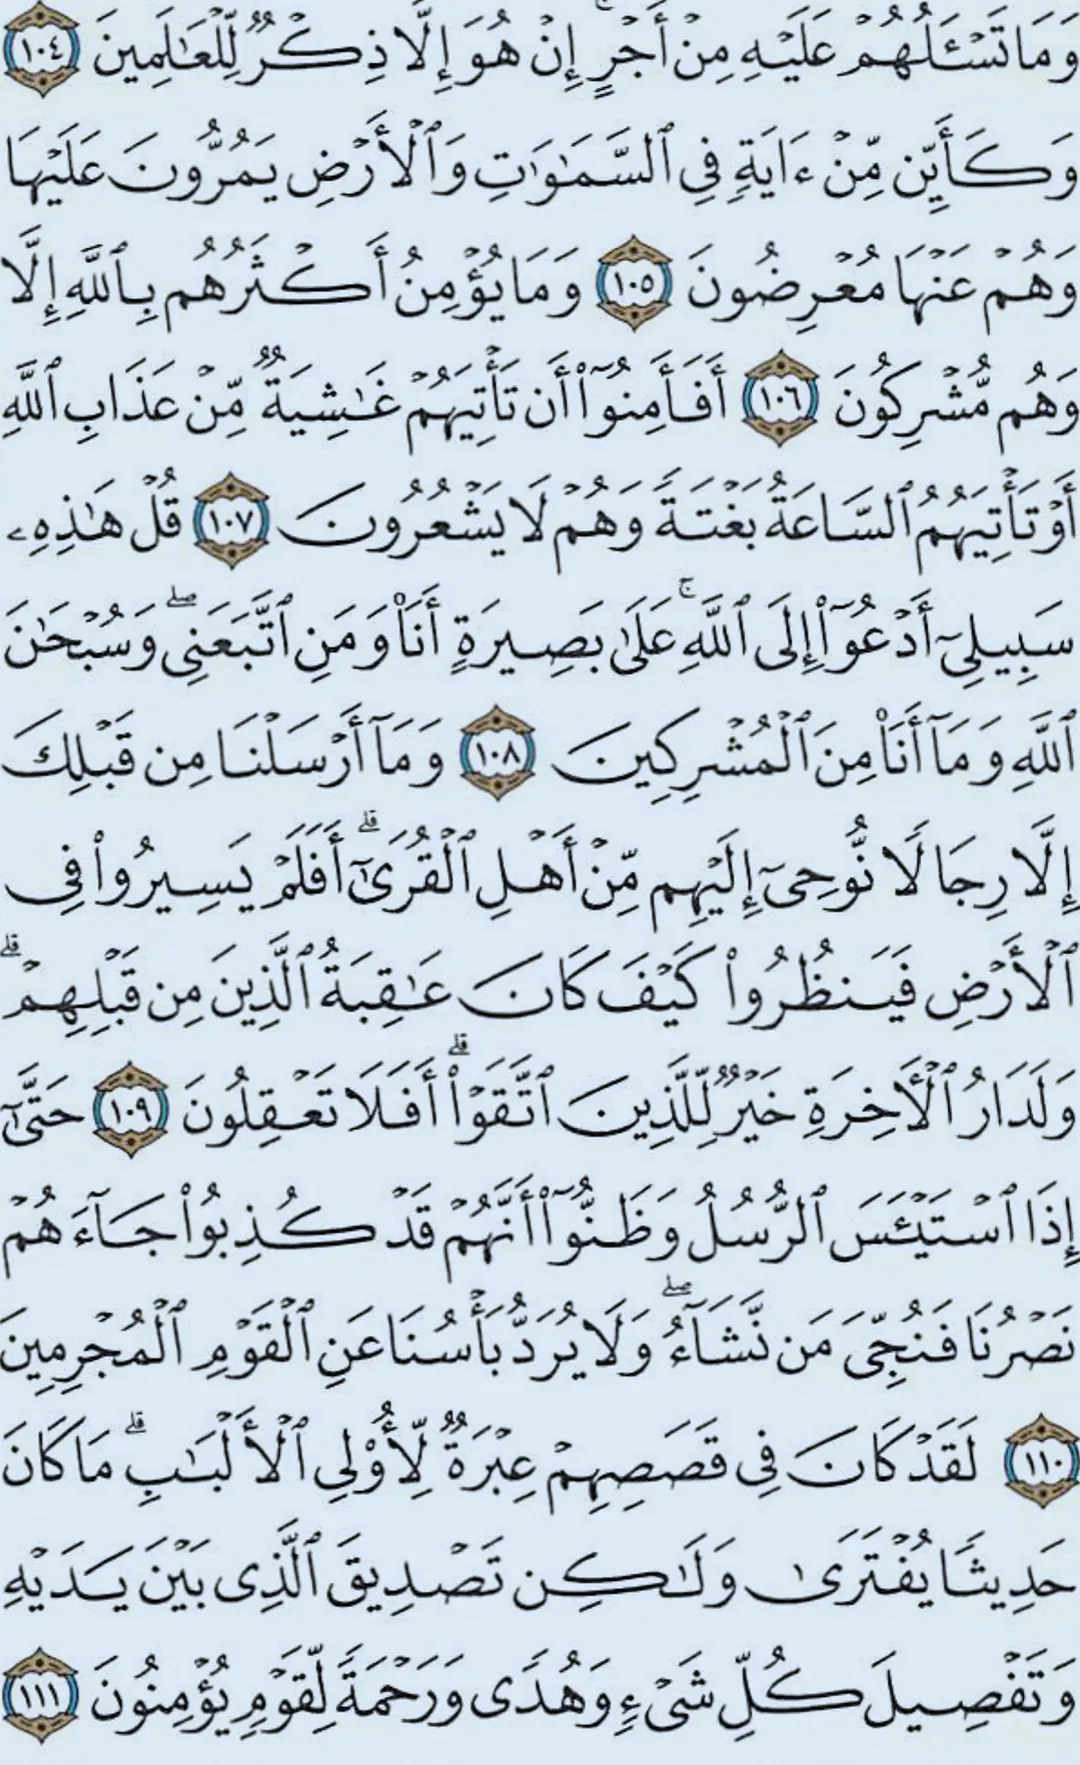 وَمَا تَسْـَٔلُهُمْ عَلَيْهِ مِنْ أَجْرٍ ۚ إِنْ هُوَ إِلَّا ذِكْرٌ لِّلْعَـٰلَمِينَ ١٠٤
وَكَأَيِّن مِّنْ ءَايَةٍ فِى ٱلسَّمَـٰوَٰتِ وَٱلْأَرْضِ يَمُرُّونَ عَلَيْهَا
وَهُمْ عَنْهَا مُعْرِضُونَ ١٠٥ وَمَا يُؤْمِنُ أَكْثَرُهُم بِٱللَّهِ إِلَّا
وَهُم مُّشْرِكُونَ ١٠٦ أَفَأَمِنُوٓا۟ أَن تَأْتِيَهُمْ غَـٰشِيَةٌ مِّنْ عَذَابِ ٱللَّهِ
أَوْ تَأْتِيَهُمُ ٱلسَّاعَةُ بَغْتَةً وَهُمْ لَا يَشْعُرُونَ ١٠٧ قُلْ هَـٰذِهِۦ
سَبِيلِىٓ أَدْعُوٓا۟ إِلَى ٱللَّهِ ۚ عَلَىٰ بَصِيرَةٍ أَنَا۠ وَمَنِ ٱتَّبَعَنِى ۖ وَسُبْحَـٰنَ
ٱللَّهِ وَمَآ أَنَا۠ مِنَ ٱلْمُشْرِكِينَ ١٠٨ وَمَآ أَرْسَلْنَا مِن قَبْلِكَ
إِلَّا رِجَالًا نُّوحِىٓ إِلَيْهِم مِّنْ أَهْلِ ٱلْقُرَىٰٓ ۗ أَفَلَمْ يَسِيرُوا۟ فِى
ٱلْأَرْضِ فَيَنظُرُوا۟ كَيْفَ كَانَ عَـٰقِبَةُ ٱلَّذِينَ مِن قَبْلِهِمْ ۗ
وَلَدَارُ ٱلْـَٔاخِرَةِ خَيْرٌ لِّلَّذِينَ ٱتَّقَوْا۟ ۗ أَفَلَا تَعْقِلُونَ ١٠٩ حَتَّىٰٓ
إِذَا ٱسْتَيْـَٔسَ ٱلرُّسُلُ وَظَنُّوٓا۟ أَنَّهُمْ قَدْ كُذِبُوا۟ جَآءَهُمْ
نَصْرُنَا فَنُجِّىَ مَن نَّشَآءُ ۖ وَلَا يُرَدُّ بَأْسُنَا عَنِ ٱلْقَوْمِ ٱلْمُجْرِمِينَ
١١٠ لَقَدْ كَانَ فِى قَصَصِهِمْ عِبْرَةٌ لِّأُو۟لِى ٱلْأَلْبَـٰبِ ۗ مَا كَانَ
حَدِيثًا يُفْتَرَىٰ وَلَـٰكِن تَصْدِيقَ ٱلَّذِى بَيْنَ يَدَيْهِ
وَتَفْصِيلَ كُلِّ شَىْءٍ وَهُدًى وَرَحْمَةً لِّقَوْمٍ يُؤْمِنُونَ ١١١